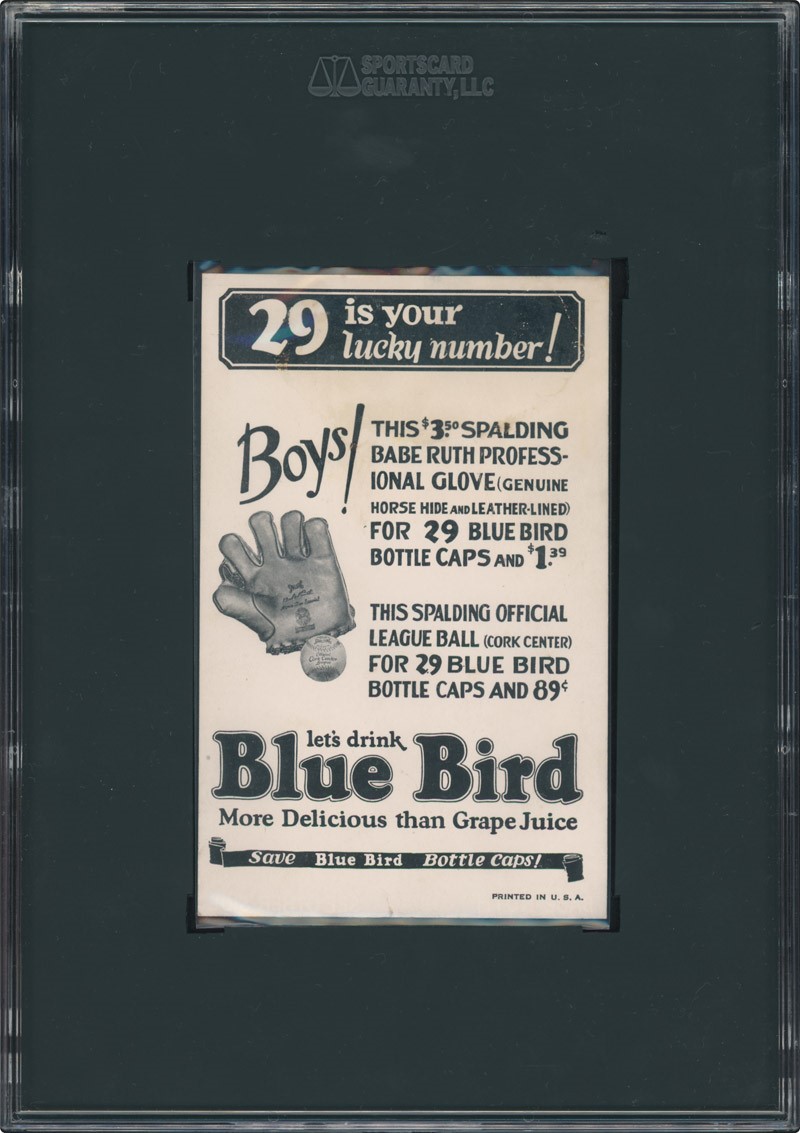 SPORTSCARD
GUARANTY, LLC
29 is your
lucky number!
Boys!
THIS $3.50 SPALDING
BABE RUTH PROFESS-
IONAL GLOVE (GENUINE
HORSE HIDE AND LEATHER-LINED)
FOR 29 BLUE BIRD
BOTTLE CAPS AND $1.39
THIS SPALDING OFFICIAL
LEAGUE BALL (CORK CENTER)
FOR 29 BLUE BIRD
BOTTLE CAPS AND 89¢
let's drink
Blue Bird
More Delicious than Grape Juice
Save Blue Bird Bottle Caps!
PRINTED IN U. S. A.